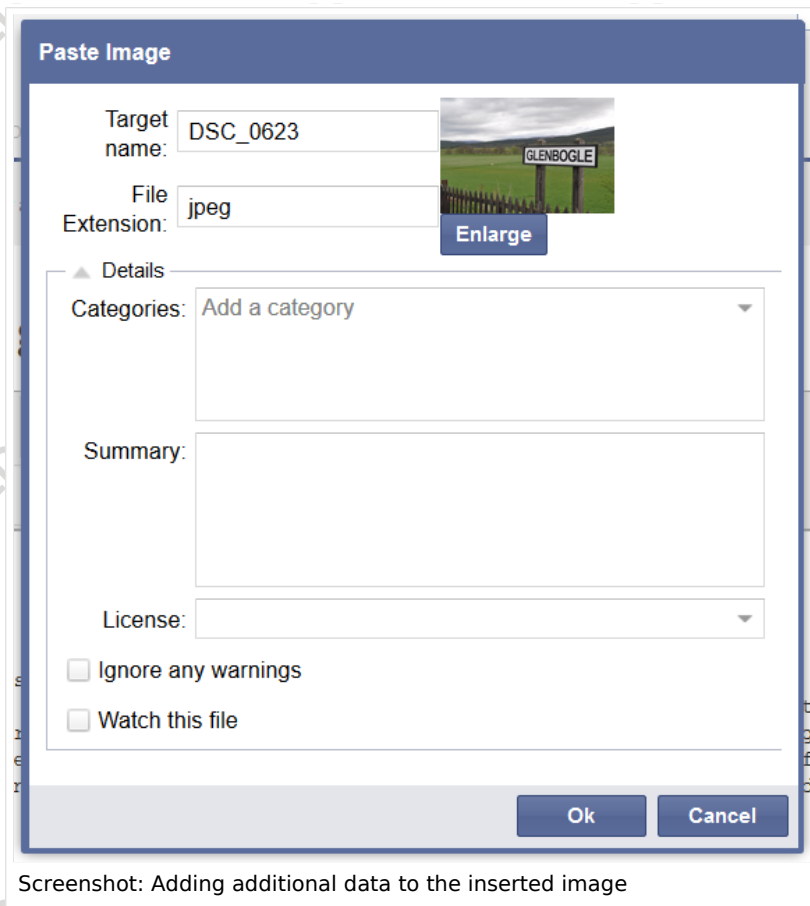 Paste Image
Target name:
DSC_0623
GLENBOGLE
File Extension:
jpeg
Enlarge
Details
Categories:
Add a category
Summary:
License:
Ignore any warnings
Watch this file
Ok
Cancel
Screenshot: Adding additional data to the inserted image